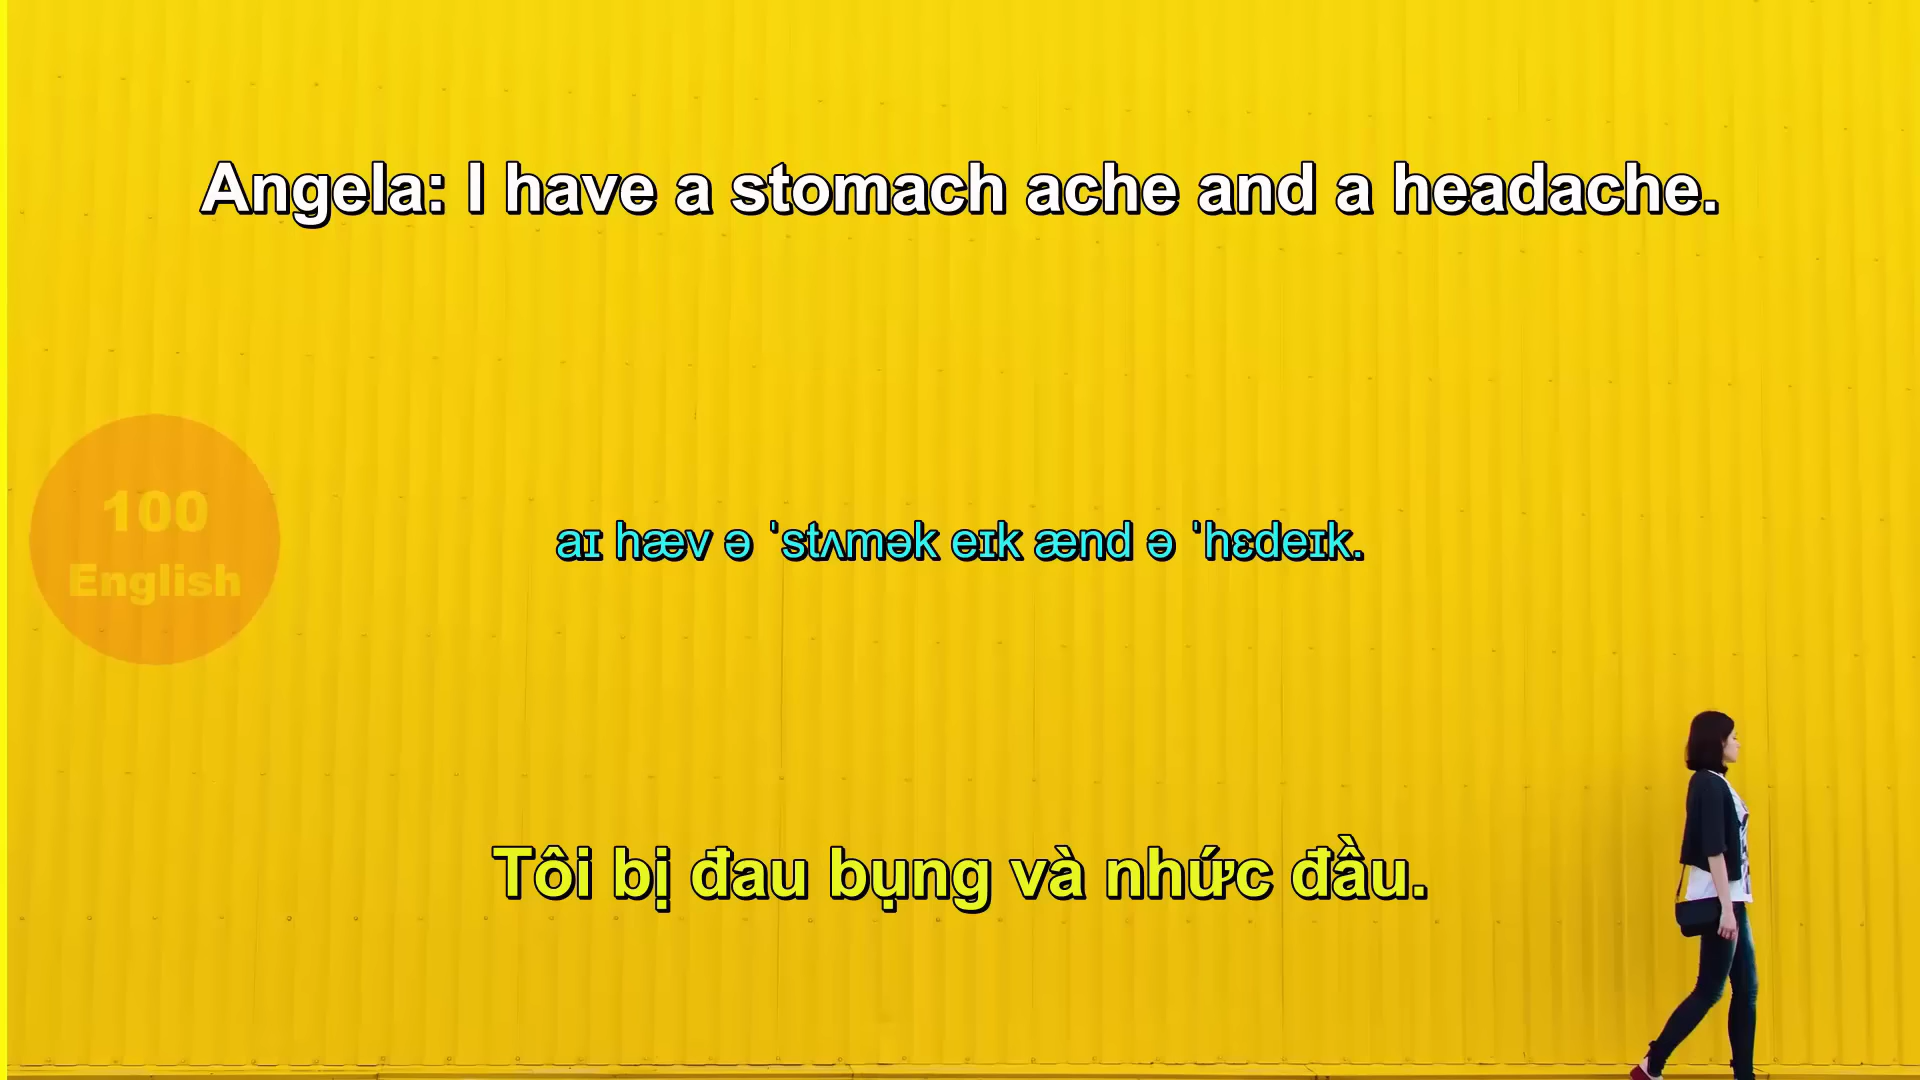 Angela: I have a stomach ache and a headache.
100
English
aɪ hæv ə ˈstʌmək eɪk ænd ə ˈhɛdeɪk.
Tôi bị đau bụng và nhức đầu.